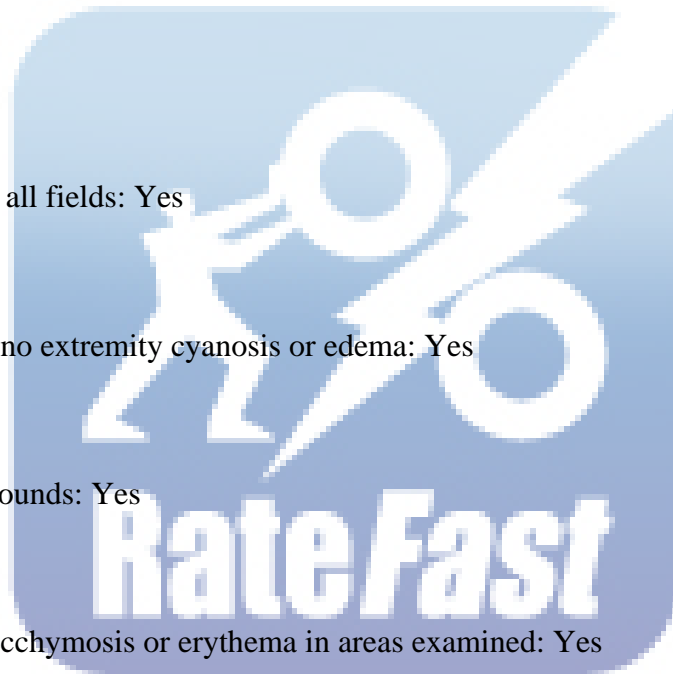 all fields: Yes
no extremity cyanosis or edema: Yes
ounds: Yes
RateFast
cchymosis or erythema in areas examined: Yes